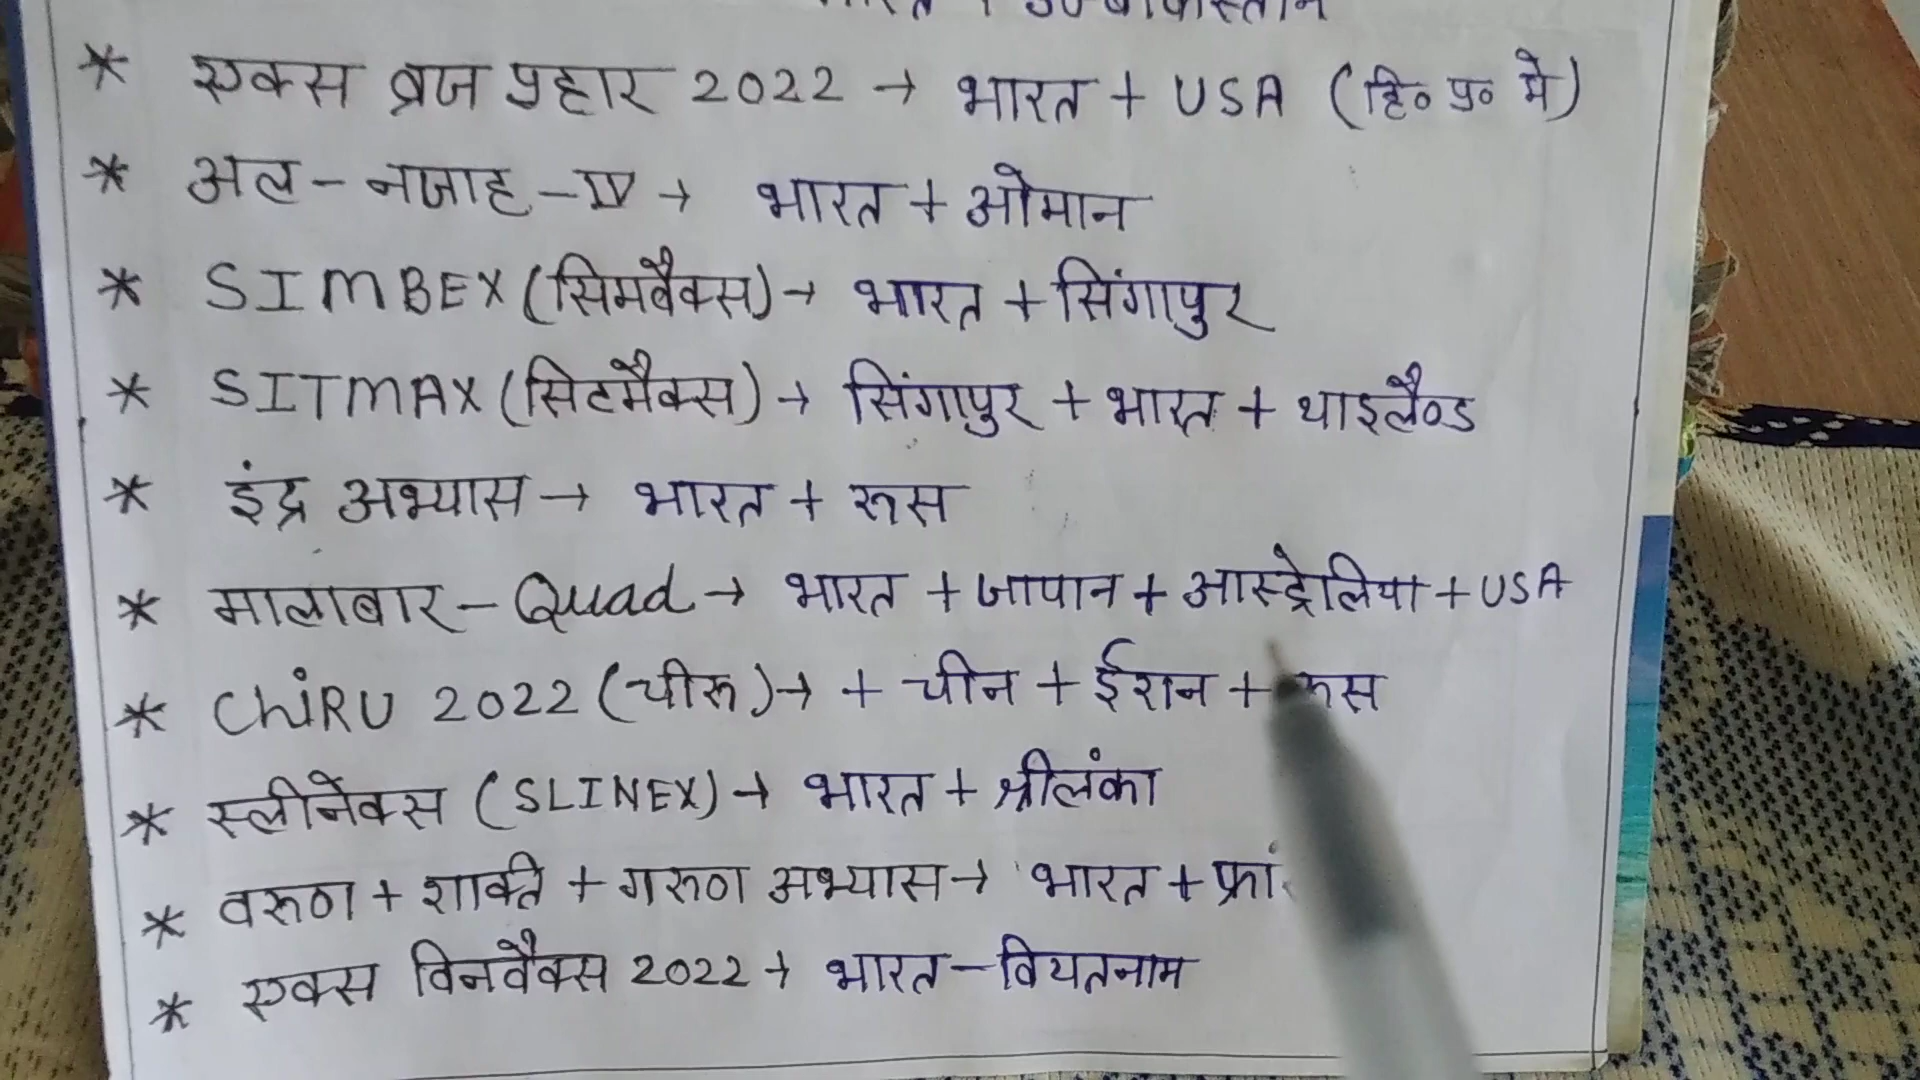 भारत + उज्बेकिस्तान
* एक्स व्रज प्रहार 2022 → भारत + USA (हि० प्र० मे)
* अल - नजाह - IV → भारत + ओमान
* SIMBEX (सिमबैक्स) → भारत + सिंगापुर
* SITMAX (सिटमैक्स) → सिंगापुर + भारत + थाइलैण्ड
* इंद्र अभ्यास → भारत + रूस
* मालाबार - Quad → भारत + जापान + आस्ट्रेलिया + USA
* ChiRU 2022 (चीरू) → + चीन + ईरान + रूस
* स्लीनेक्स (SLINEX) → भारत + श्रीलंका
* वरूण + शक्ति + गरूण अभ्यास → भारत +
* एक्स विनबैक्स 2022 → भारत - वियतनाम